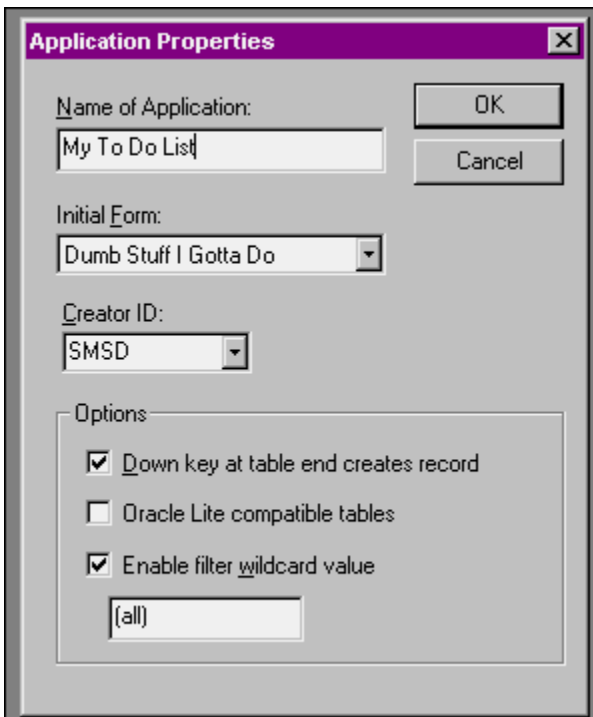 Application Properties
Name of Application:
OK
My To Do List
Cancel
Initial Form:
Dumb Stuff I Gotta Do
Creator ID:
SMSD
Options
Down key at table end creates record
Oracle Lite compatible tables
Enable filter wildcard value
(all)